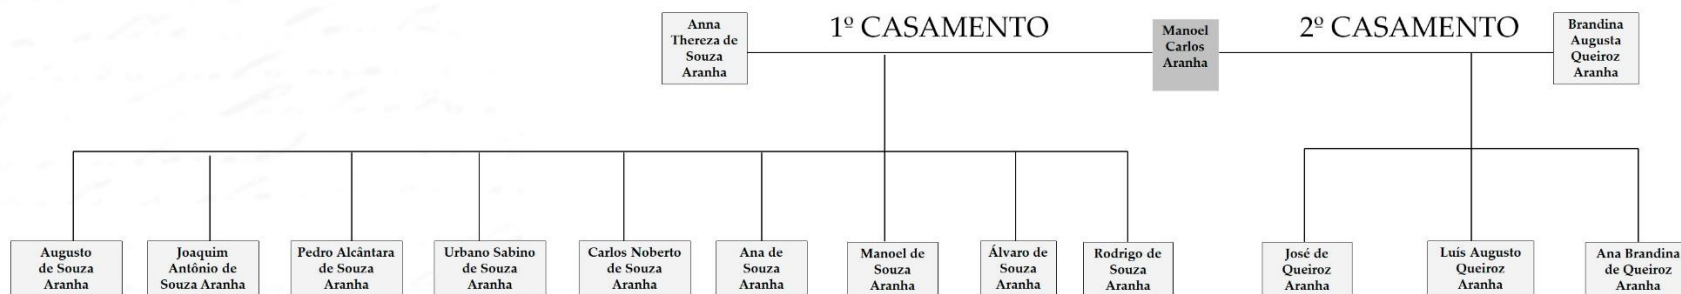 Anna
Thereza de
Souza
Aranha
1º CASAMENTO
Manoel
Carlos
Aranha
2º CASAMENTO
Brandina
Augusta
Queiroz
Aranha
Augusto
de Souza
Aranha
Joaquim
Antônio de
Souza Aranha
Pedro Alcântara
de Souza
Aranha
Urbano Sabino
de Souza
Aranha
Carlos Noberto
de Souza
Aranha
Ana de
Souza
Aranha
Manoel de
Souza
Aranha
Álvaro de
Souza
Aranha
Rodrigo de
Souza
Aranha
José de
Queiroz
Aranha
Luís Augusto
Queiroz
Aranha
Ana Brandina
de Queiroz
Aranha